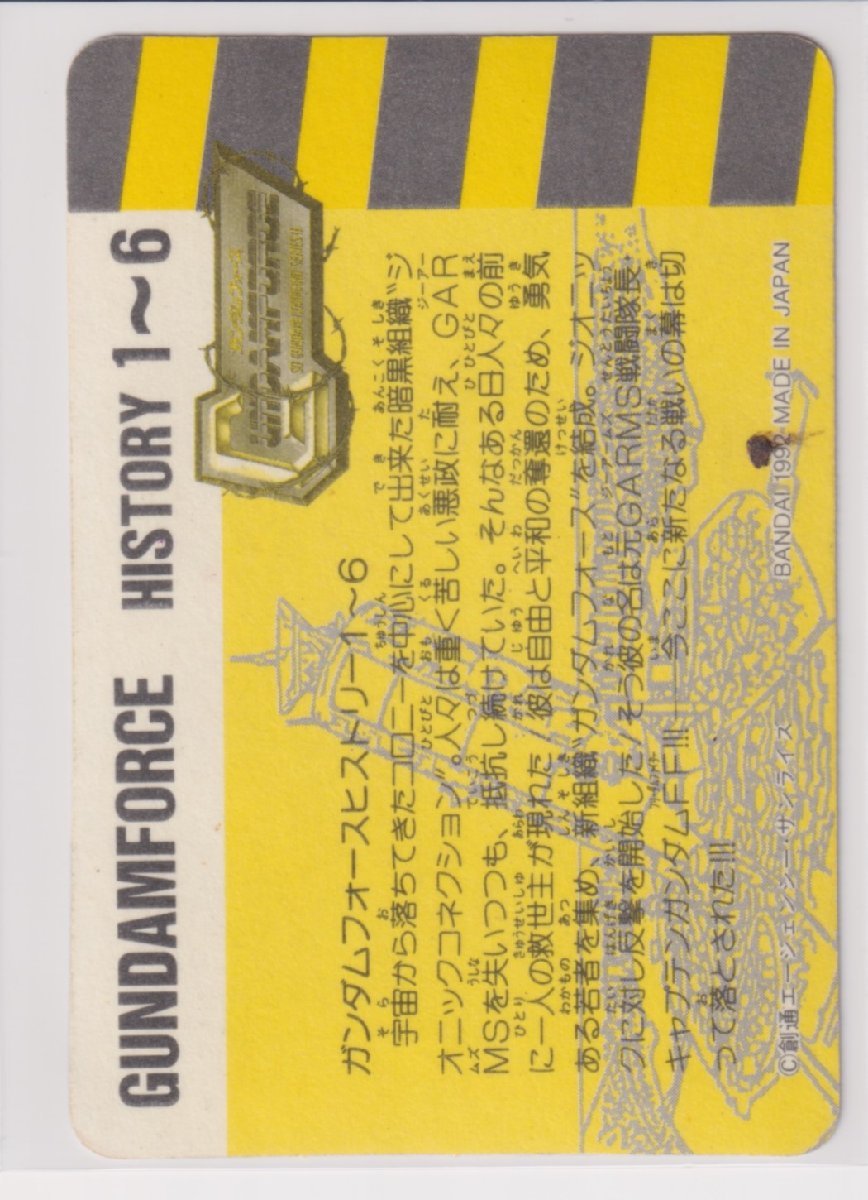 GUNDAMFORCE HISTORY 1〜6
ガンダムフォース
GUNDAMFORCE
ガンダムフォースヒストリー1〜6
宇宙から落ちてきたコロニーを中心にして出来た暗黒組織“ジ
オニックコネクション”。人々は重く苦しい悪政に耐え、GAR
MSを失いつつも、抵抗し続けていた。そんなある日人々の前
に一人の救世主が現れた！彼は自由と平和の奪還のため、勇気
ある若者を集め、新組織“ガンダムフォース”を結成。ジオニッ
クに対し反撃を開始した！そう彼の名は元GARMS戦闘隊長
キャプテンガンダムFF!!!——今ここに新たなる戦いの幕は切
って落とされた!!!
©創通エージェンシー・サンライズ BANDAI 1992 MADE IN JAPAN